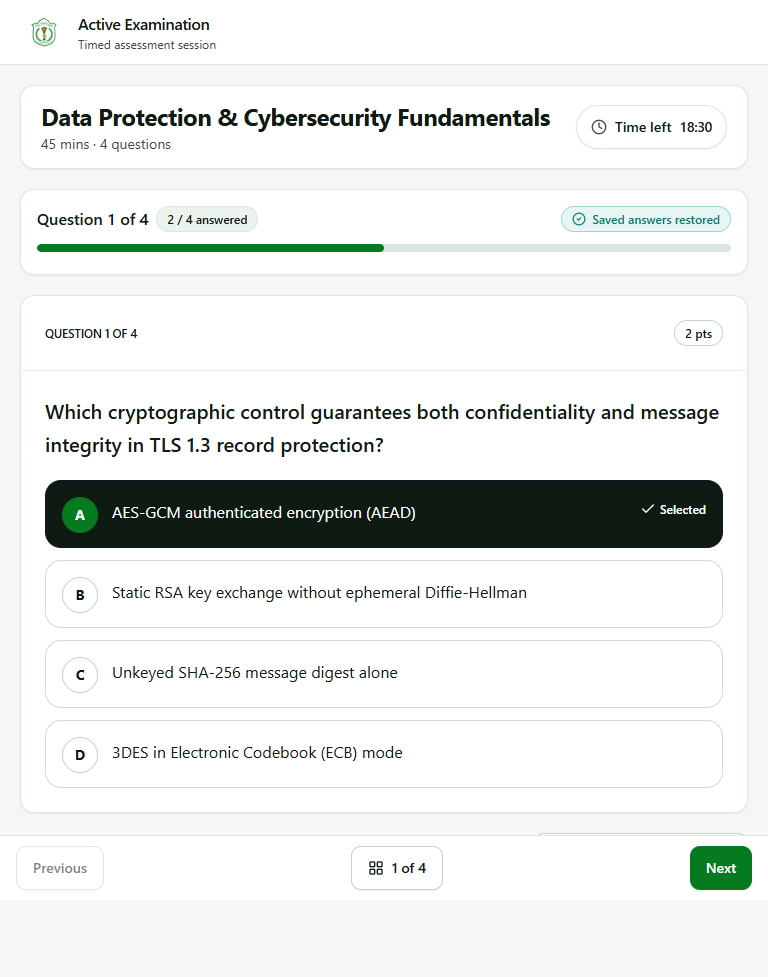 Active Examination
Timed assessment session
Data Protection & Cybersecurity Fundamentals
45 mins · 4 questions
Time left 18:30
Question 1 of 4
2 / 4 answered
Saved answers restored
QUESTION 1 OF 4
2 pts
Which cryptographic control guarantees both confidentiality and message
integrity in TLS 1.3 record protection?
A
AES-GCM authenticated encryption (AEAD)
Selected
B
Static RSA key exchange without ephemeral Diffie-Hellman
C
Unkeyed SHA-256 message digest alone
D
3DES in Electronic Codebook (ECB) mode
Previous
1 of 4
Next